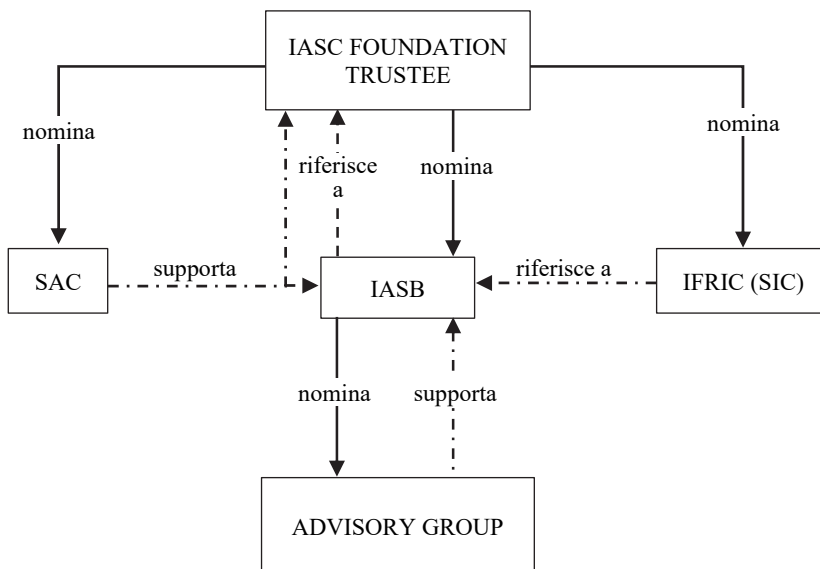 IASC FOUNDATION
TRUSTEE
nomina
riferisce
a
nomina
nomina
SAC
supporta
IASB
riferisce a
IFRIC (SIC)
nomina
supporta
ADVISORY GROUP